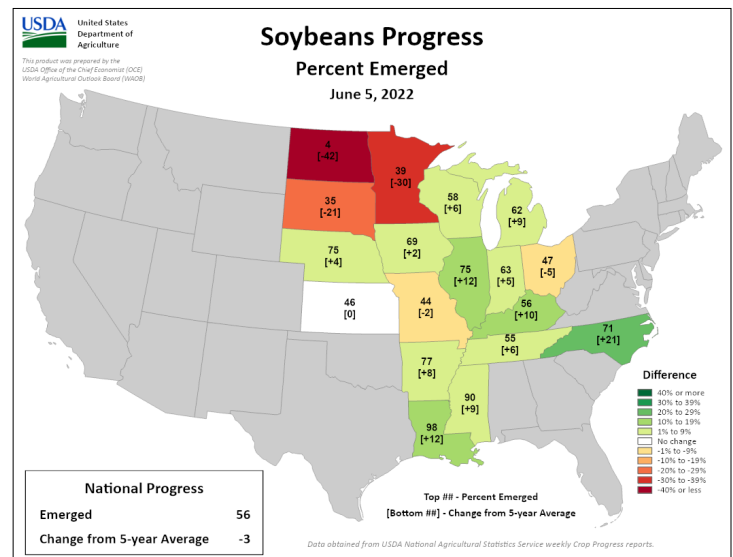 USDA
United States
Department of
Agriculture
This product was prepared by the
USDA Office of the Chief Economist (OCE)
World Agricultural Outlook Board (WAOB)
Soybeans Progress
Percent Emerged
June 5, 2022
4
[-42]
39
[-30]
35
[-21]
58
[+6]
62
[+9]
75
[+4]
69
[+2]
75
[+12]
63
[+5]
47
[-5]
46
[0]
44
[-2]
56
[+10]
55
[+6]
71
[+21]
77
[+8]
90
[+9]
98
[+12]
Difference
40% or more
30% to 39%
20% to 29%
10% to 19%
1% to 9%
No change
-1% to -9%
-10% to -19%
-20% to -29%
-30% to -39%
-40% or less
National Progress
Emerged 56
Change from 5-year Average -3
Top ## - Percent Emerged
[Bottom ##] - Change from 5-year Average
Data obtained from USDA National Agricultural Statistics Service weekly Crop Progress reports.